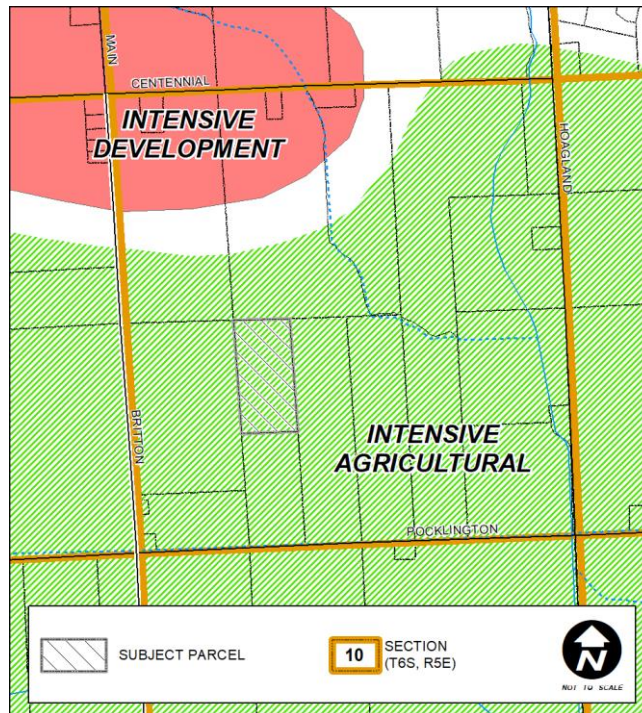 MAIN
CENTENNIAL
INTENSIVE
DEVELOPMENT
HOAGLAND
BRITTON
INTENSIVE
AGRICULTURAL
POCKLINGTON
SUBJECT PARCEL
10
SECTION
(T6S, R5E)
N
NOT TO SCALE